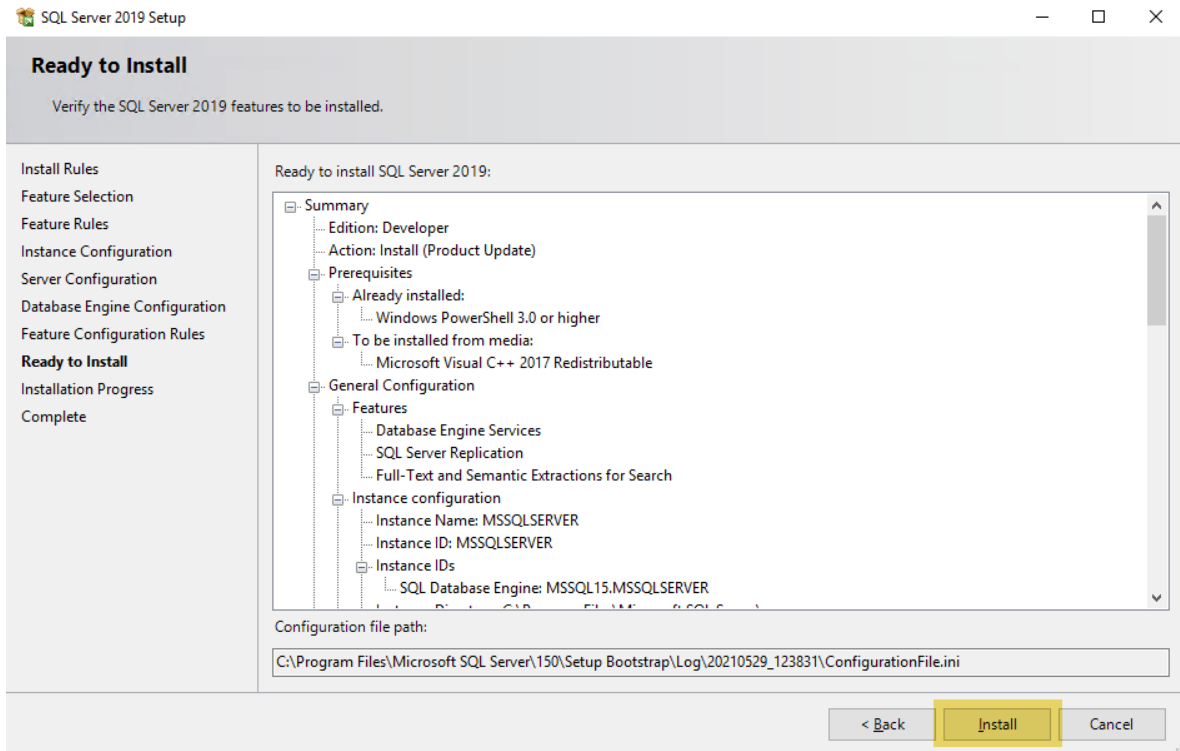 SQL Server 2019 Setup
Ready to Install
Verify the SQL Server 2019 features to be installed.
Install Rules
Feature Selection
Feature Rules
Instance Configuration
Server Configuration
Database Engine Configuration
Feature Configuration Rules
Ready to Install
Installation Progress
Complete
Ready to install SQL Server 2019:
Summary
Edition: Developer
Action: Install (Product Update)
Prerequisites
Already installed:
Windows PowerShell 3.0 or higher
To be installed from media:
Microsoft Visual C++ 2017 Redistributable
General Configuration
Features
Database Engine Services
SQL Server Replication
Full-Text and Semantic Extractions for Search
Instance configuration
Instance Name: MSSQLSERVER
Instance ID: MSSQLSERVER
Instance IDs
SQL Database Engine: MSSQL15.MSSQLSERVER
Configuration file path:
C:\Program Files\Microsoft SQL Server\150\Setup Bootstrap\Log\20210529_123831\ConfigurationFile.ini
< Back
Install
Cancel